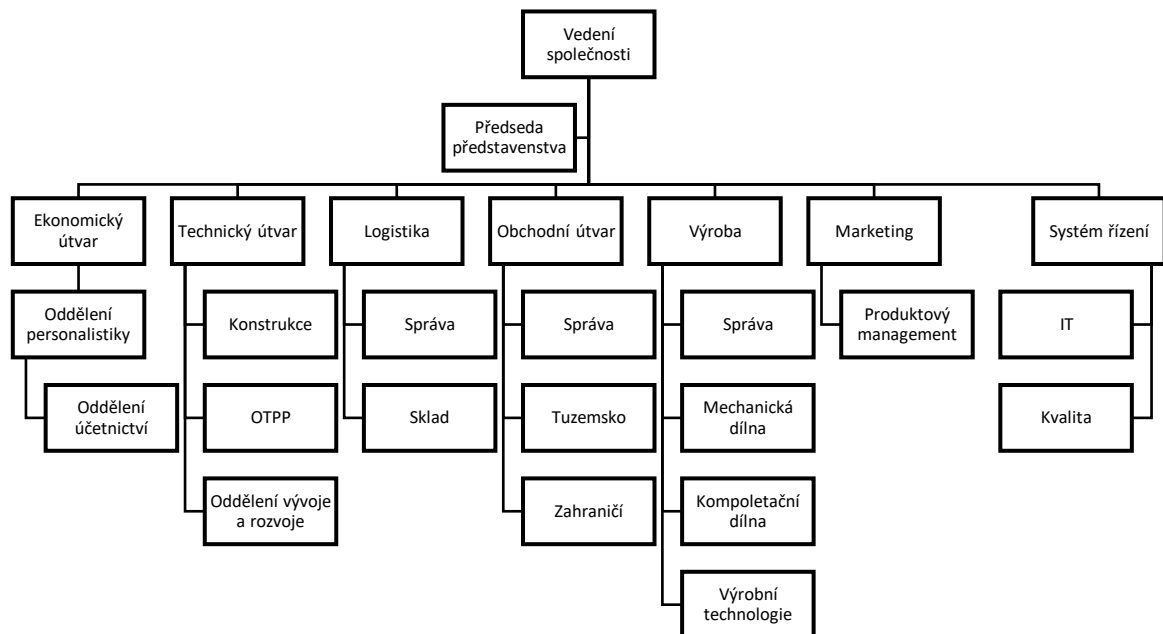 Vedení
společnosti
Předseda
představenstva
Ekonomický
útvar
Technický útvar
Logistika
Obchodní útvar
Výroba
Marketing
Systém řízení
Oddělení
personalistiky
Konstrukce
Správa
Správa
Správa
Produktový
management
IT
Oddělení
účetnictví
OTPP
Sklad
Tuzemsko
Mechanická
dílna
Kvalita
Oddělení vývoje
a rozvoje
Zahraničí
Kompoletační
dílna
Výrobní
technologie